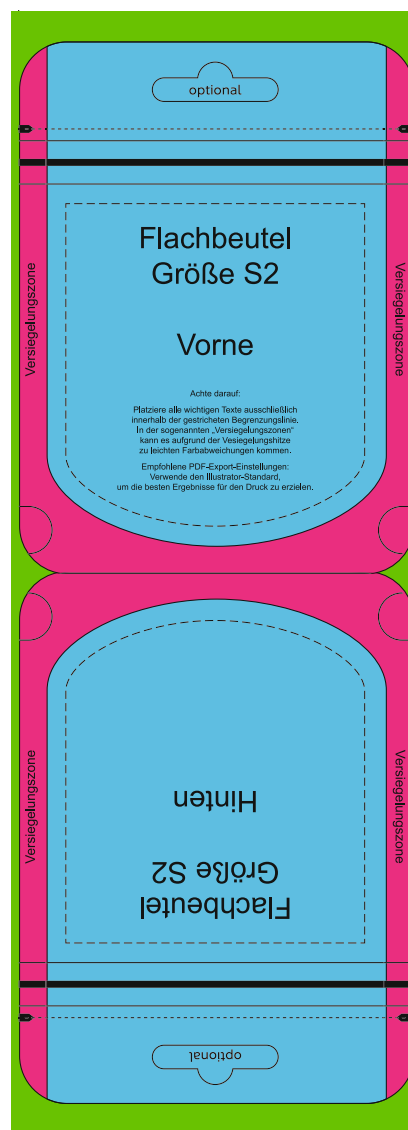 optional
Flachbeutel
Größe S2
Vorne
Versiegelungszone
Versiegelungszone
Achte darauf:
Platziere alle wichtigen Texte ausschließlich
innerhalb der gestricheten Begrenzungslinie.
In der sogenannten „Versiegelungszonen“
kann es aufgrund der Vesiegelungshitze
zu leichten Farbabweichungen kommen.
Empfohlene PDF-Export-Einstellungen:
Verwende den Illustrator-Standard,
um die besten Ergebnisse für den Druck zu erzielen.
Versiegelungszone
Versiegelungszone
Flachbeutel
Größe S2
Hinten
optional